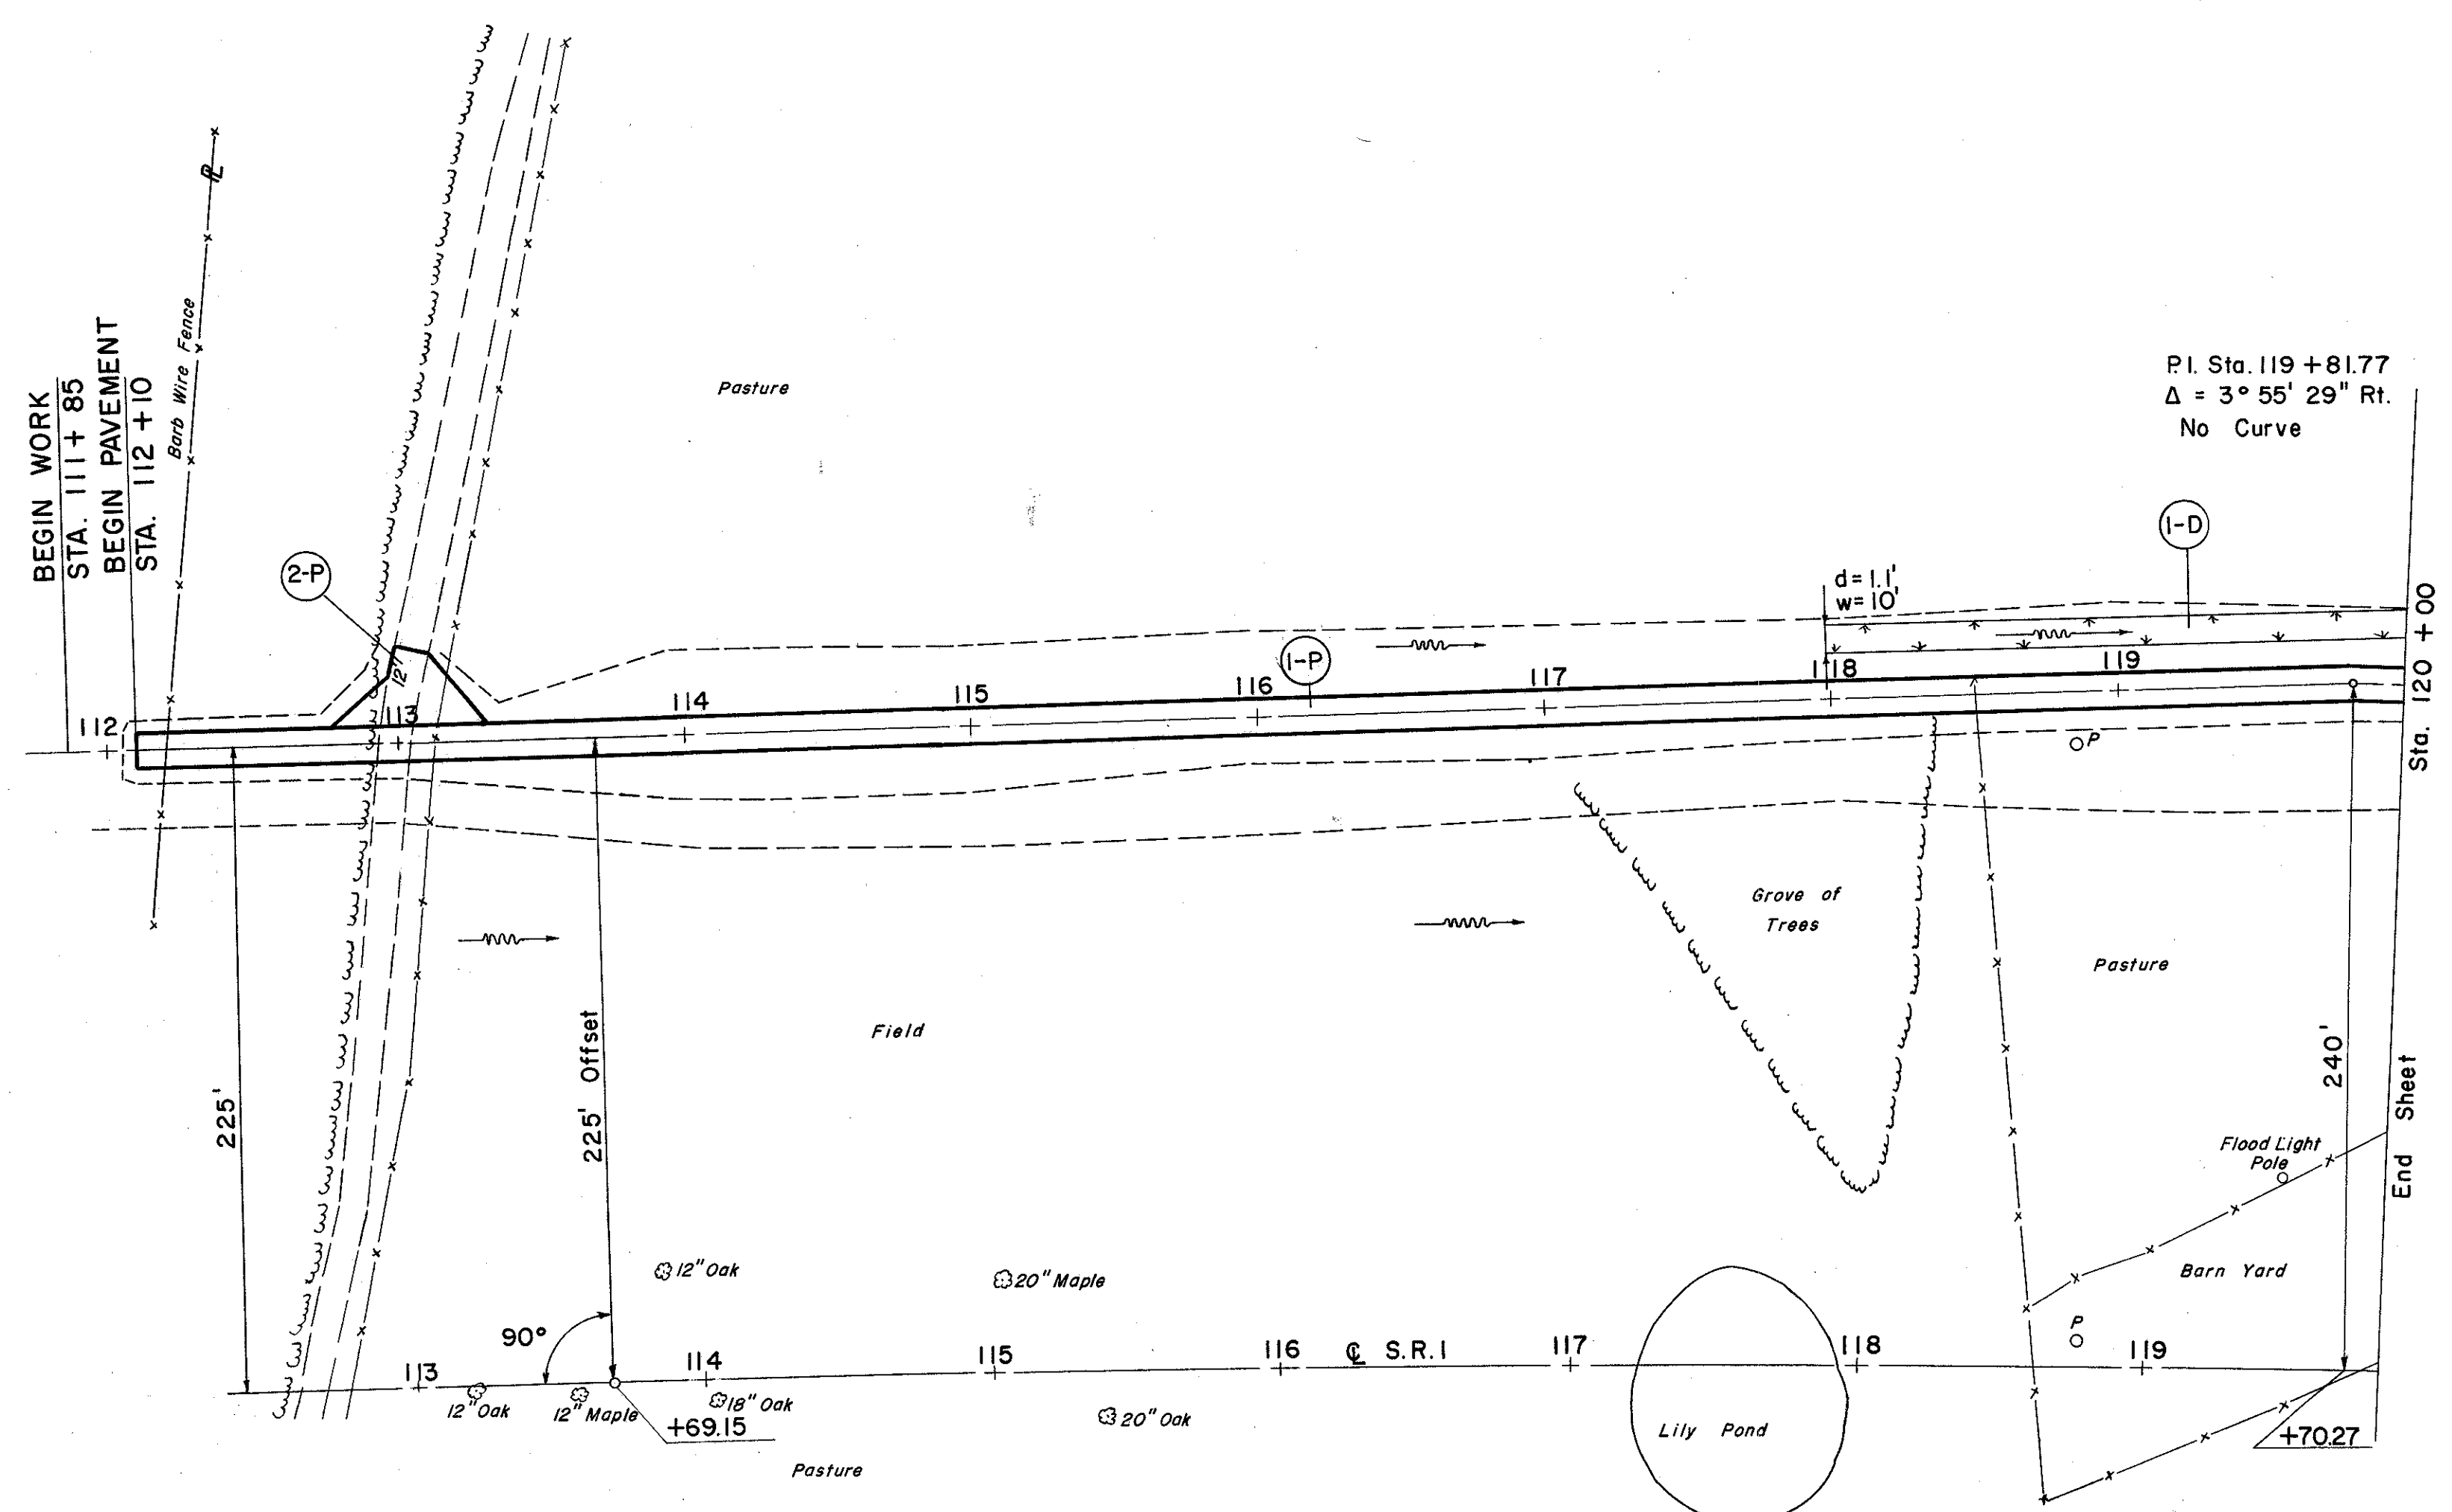 BEGIN WORK
STA. 111 + 85
BEGIN PAVEMENT
STA. 112 +10
Barb Wire Fence
PL
2-P
12'
Pasture
P.I. Sta. 119 +81.77
Δ = 3° 55' 29" Rt.
No Curve
1-D
d = 1.1'
w = 10'
1-P
112
113
114
115
116
117
118
119
Sta. 120 + 00
P
Grove of
Trees
Pasture
Field
225'
225' Offset
240'
End Sheet
Flood Light
Pole
Barn Yard
12" Oak
20" Maple
90°
P
113
114
115
116
℄ S.R. 1
117
118
119
12" Oak
12" Maple
18" Oak
+69.15
20" Oak
Lily Pond
+70.27
Pasture